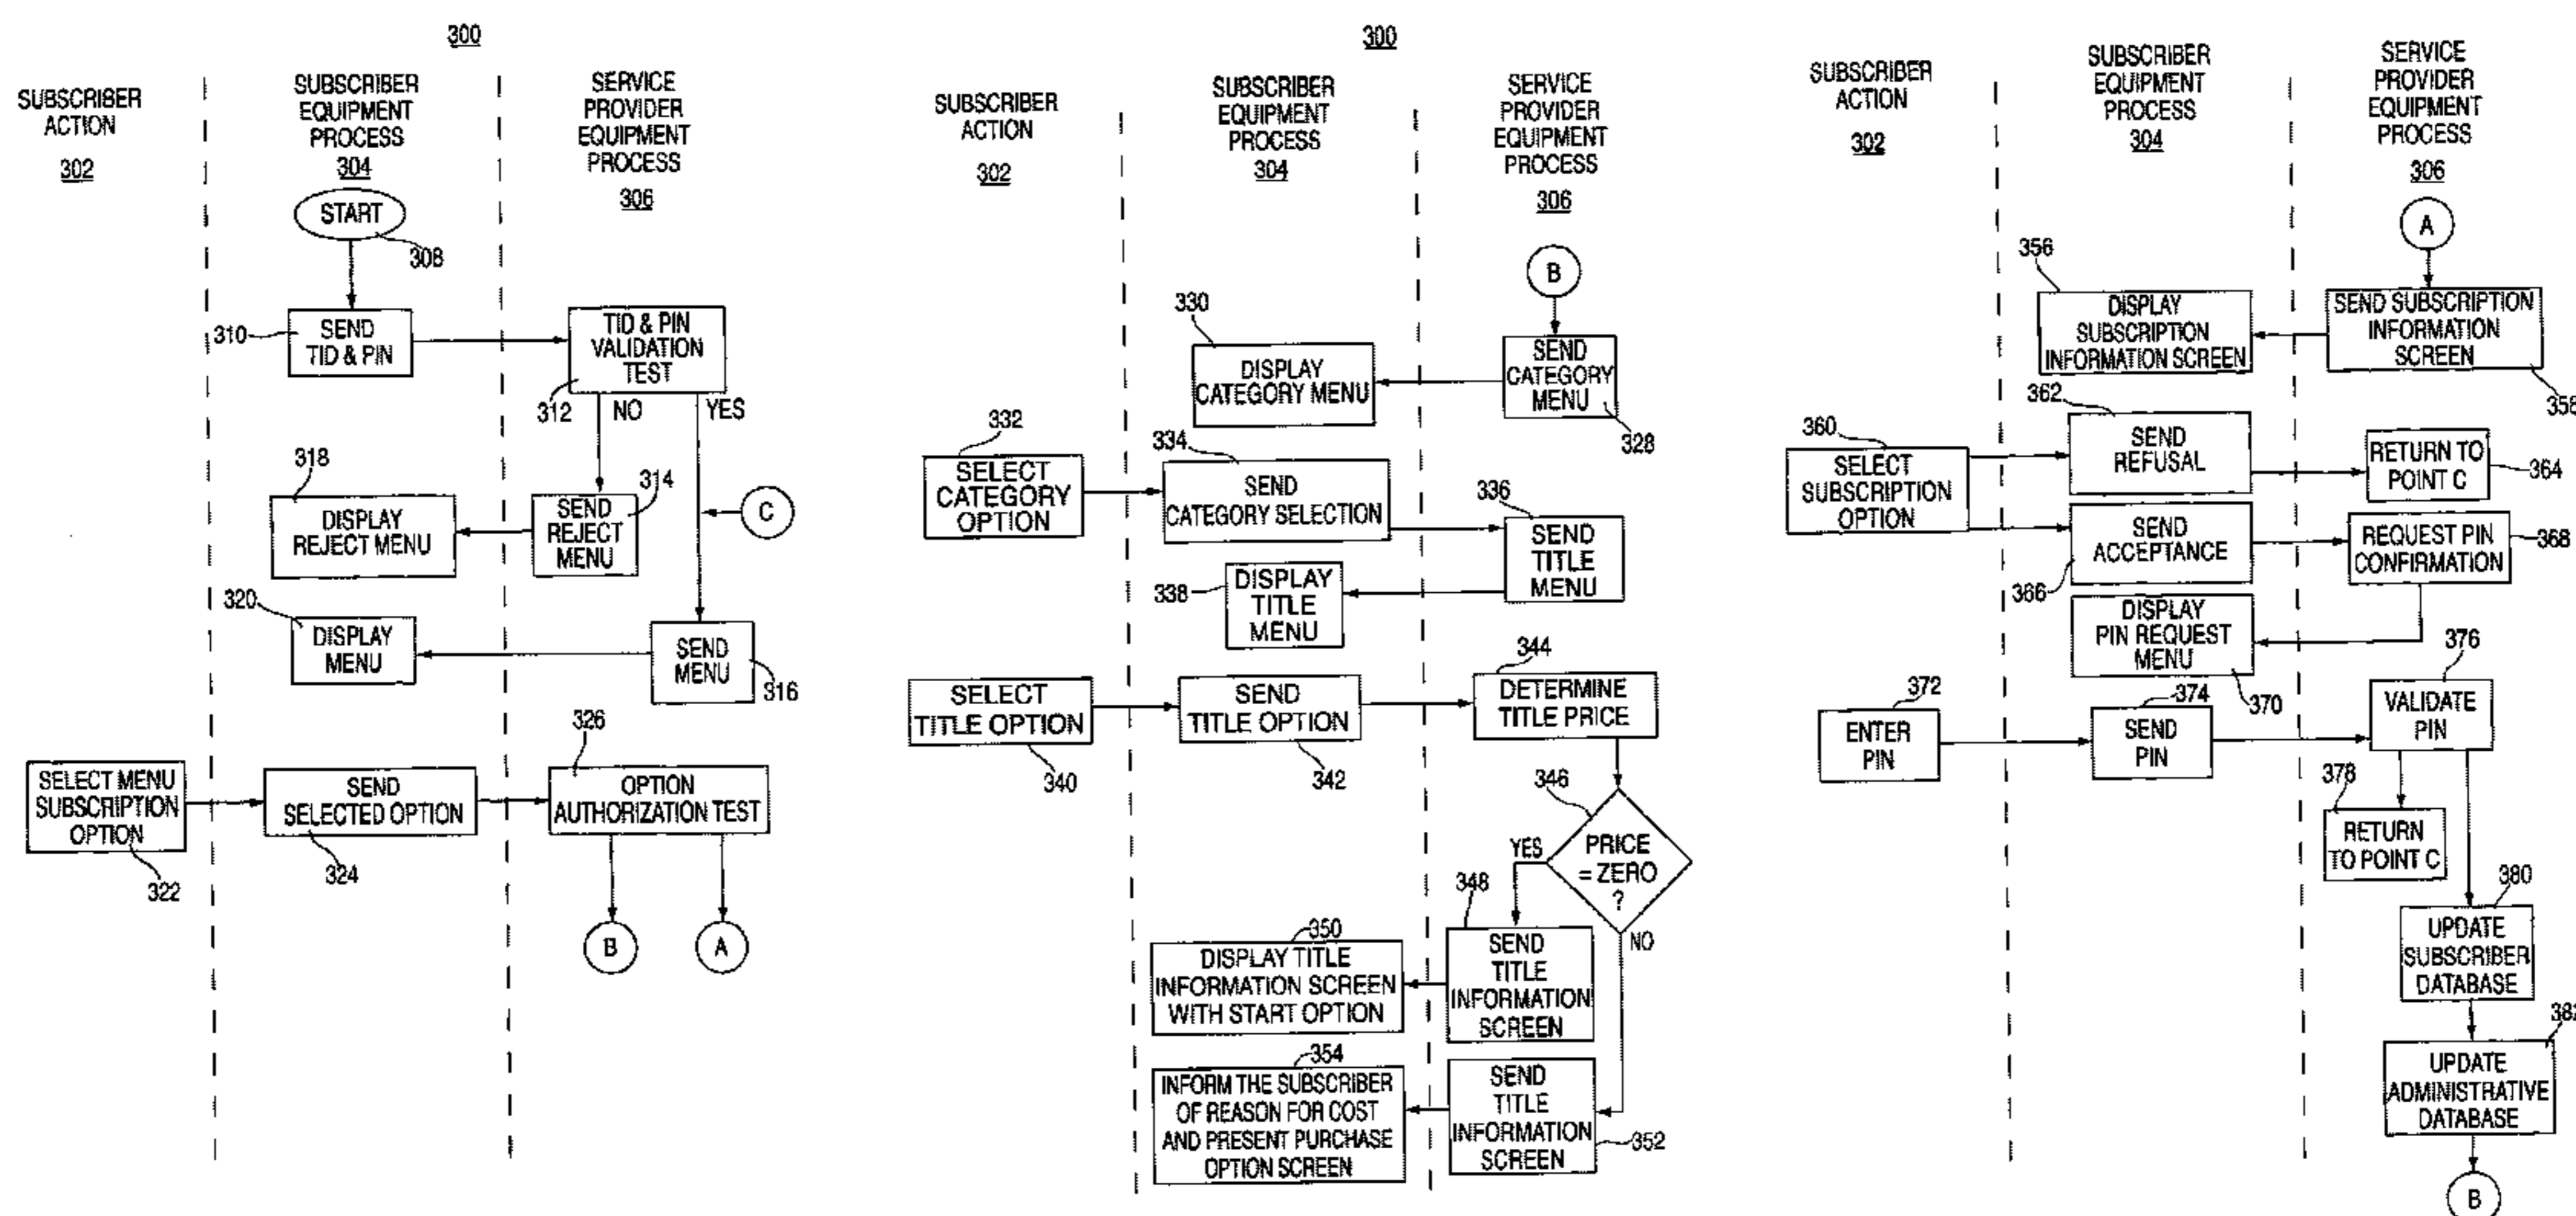 300
SUBSCRIBER
ACTION
302
SUBSCRIBER
EQUIPMENT
PROCESS
304
SERVICE
PROVIDER
EQUIPMENT
PROCESS
306
START
308
310
SEND
TID & PIN
TID & PIN
VALIDATION
TEST
312
NO
YES
318
DISPLAY
REJECT MENU
SEND
REJECT
MENU
314
C
320
DISPLAY
MENU
SEND
MENU
316
SELECT MENU
SUBSCRIPTION
OPTION
322
SEND
SELECTED OPTION
324
326
OPTION
AUTHORIZATION TEST
B
A
300
SUBSCRIBER
ACTION
302
SUBSCRIBER
EQUIPMENT
PROCESS
304
SERVICE
PROVIDER
EQUIPMENT
PROCESS
306
B
330
DISPLAY
CATEGORY MENU
SEND
CATEGORY
MENU
328
332
SELECT
CATEGORY
OPTION
334
SEND
CATEGORY SELECTION
336
SEND
TITLE
MENU
338
DISPLAY
TITLE
MENU
SELECT
TITLE OPTION
340
SEND
TITLE OPTION
342
344
DETERMINE
TITLE PRICE
346
PRICE
= ZERO
?
YES
NO
348
SEND
TITLE
INFORMATION
SCREEN
350
DISPLAY TITLE
INFORMATION SCREEN
WITH START OPTION
354
INFORM THE SUBSCRIBER
OF REASON FOR COST
AND PRESENT PURCHASE
OPTION SCREEN
SEND
TITLE
INFORMATION
SCREEN
352
SUBSCRIBER
ACTION
302
SUBSCRIBER
EQUIPMENT
PROCESS
304
SERVICE
PROVIDER
EQUIPMENT
PROCESS
306
A
356
DISPLAY
SUBSCRIPTION
INFORMATION SCREEN
SEND SUBSCRIPTION
INFORMATION
SCREEN
358
360
SELECT
SUBSCRIPTION
OPTION
362
SEND
REFUSAL
RETURN TO
POINT C
364
SEND
ACCEPTANCE
366
REQUEST PIN
CONFIRMATION
368
DISPLAY
PIN REQUEST
MENU
370
372
ENTER
PIN
374
SEND
PIN
376
VALIDATE
PIN
378
RETURN
TO POINT C
380
UPDATE
SUBSCRIBER
DATABASE
382
UPDATE
ADMINISTRATIVE
DATABASE
B